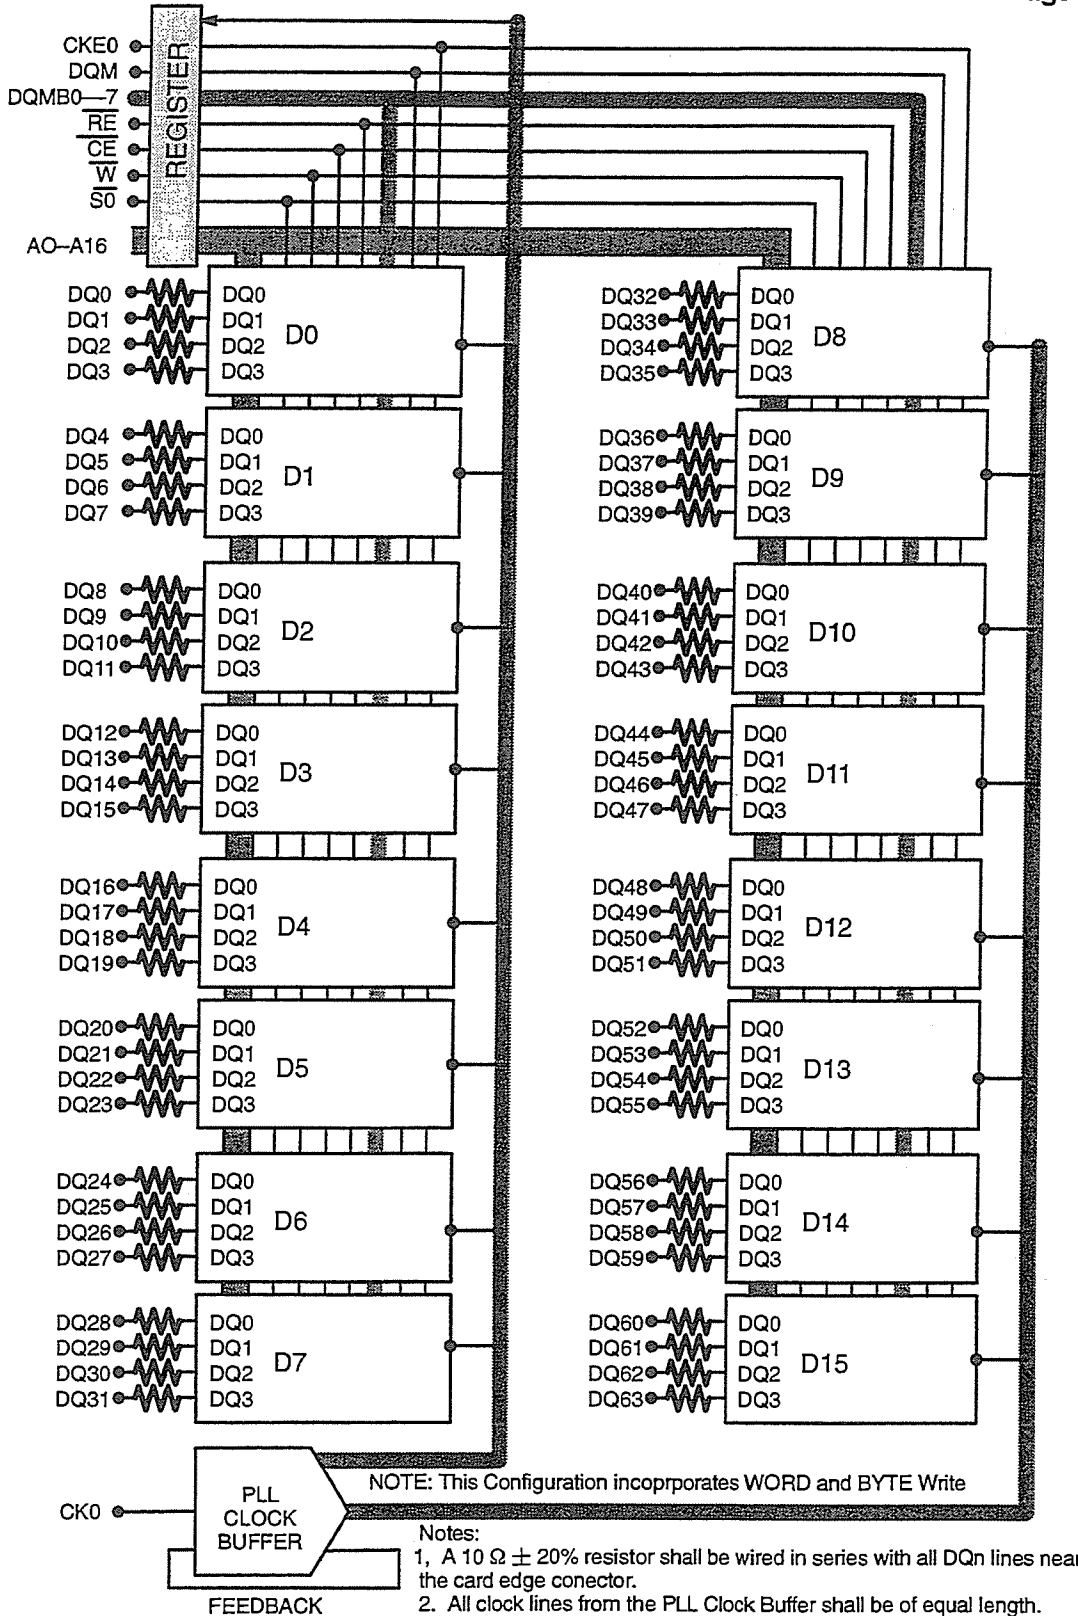 CKE0
DQM
DQMB0—7
RE
CE
W
S0
AO–A16
REGISTER
DQ0 DQ0
DQ1 DQ1
DQ2 DQ2
DQ3 DQ3
D0
DQ32 DQ0
DQ33 DQ1
DQ34 DQ2
DQ35 DQ3
D8
DQ4 DQ0
DQ5 DQ1
DQ6 DQ2
DQ7 DQ3
D1
DQ36 DQ0
DQ37 DQ1
DQ38 DQ2
DQ39 DQ3
D9
DQ8 DQ0
DQ9 DQ1
DQ10 DQ2
DQ11 DQ3
D2
DQ40 DQ0
DQ41 DQ1
DQ42 DQ2
DQ43 DQ3
D10
DQ12 DQ0
DQ13 DQ1
DQ14 DQ2
DQ15 DQ3
D3
DQ44 DQ0
DQ45 DQ1
DQ46 DQ2
DQ47 DQ3
D11
DQ16 DQ0
DQ17 DQ1
DQ18 DQ2
DQ19 DQ3
D4
DQ48 DQ0
DQ49 DQ1
DQ50 DQ2
DQ51 DQ3
D12
DQ20 DQ0
DQ21 DQ1
DQ22 DQ2
DQ23 DQ3
D5
DQ52 DQ0
DQ53 DQ1
DQ54 DQ2
DQ55 DQ3
D13
DQ24 DQ0
DQ25 DQ1
DQ26 DQ2
DQ27 DQ3
D6
DQ56 DQ0
DQ57 DQ1
DQ58 DQ2
DQ59 DQ3
D14
DQ28 DQ0
DQ29 DQ1
DQ30 DQ2
DQ31 DQ3
D7
DQ60 DQ0
DQ61 DQ1
DQ62 DQ2
DQ63 DQ3
D15
NOTE: This Configuration incoprporates WORD and BYTE Write
CK0
PLL
CLOCK
BUFFER
FEEDBACK
Notes:
1, A 10 Ω ± 20% resistor shall be wired in series with all DQn lines near
the card edge conector.
2. All clock lines from the PLL Clock Buffer shall be of equal length.